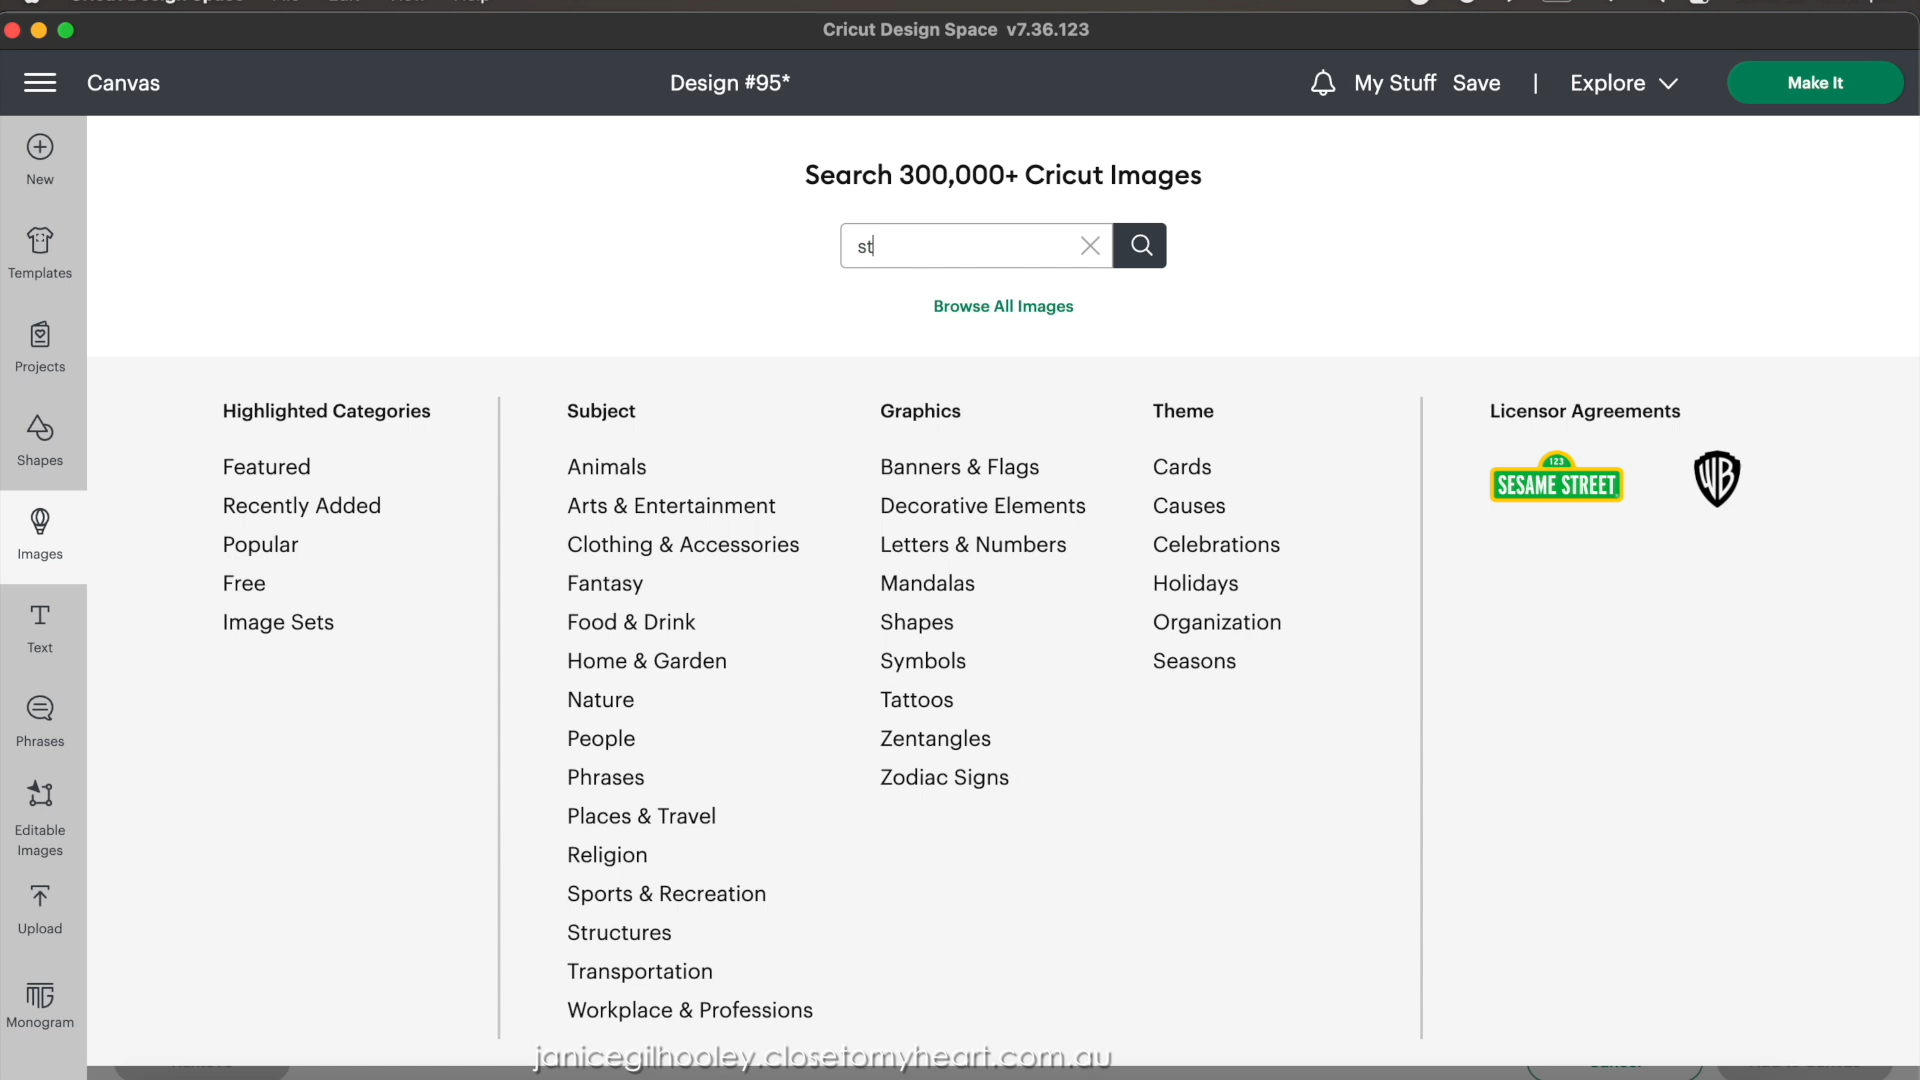 Cricut Design Space v7.36.123
Canvas
Design #95*
My Stuff
Save
|
Explore
Make It
New
Templates
Projects
Shapes
Images
Text
Phrases
Editable
Images
Upload
Monogram
Search 300,000+ Cricut Images
st
Browse All Images
Highlighted Categories
Featured
Recently Added
Popular
Free
Image Sets
Subject
Animals
Arts & Entertainment
Clothing & Accessories
Fantasy
Food & Drink
Home & Garden
Nature
People
Phrases
Places & Travel
Religion
Sports & Recreation
Structures
Transportation
Workplace & Professions
Graphics
Banners & Flags
Decorative Elements
Letters & Numbers
Mandalas
Shapes
Symbols
Tattoos
Zentangles
Zodiac Signs
Theme
Cards
Causes
Celebrations
Holidays
Organization
Seasons
Licensor Agreements
123
SESAME STREET
WB
janicegilhooley.closetomyheart.com.au